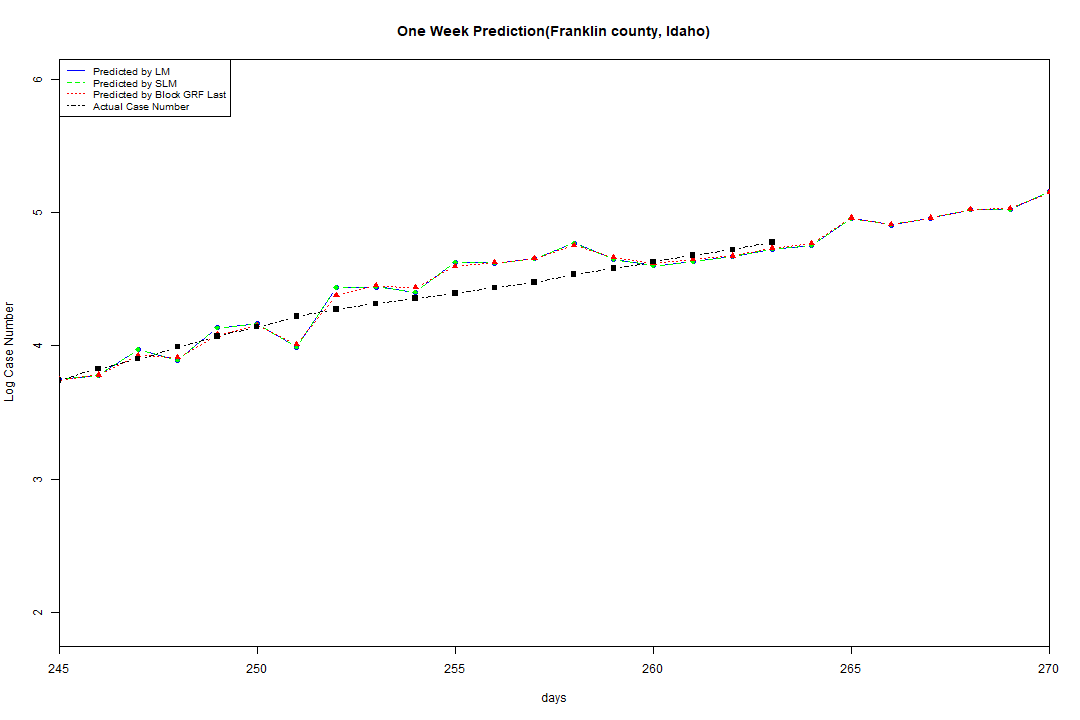 One Week Prediction(Franklin county, Idaho)
Predicted by LM
Predicted by SLM
Predicted by Block GRF Last
Actual Case Number
6
5
4
3
2
Log Case Number
245 250 255 260 265 270
days